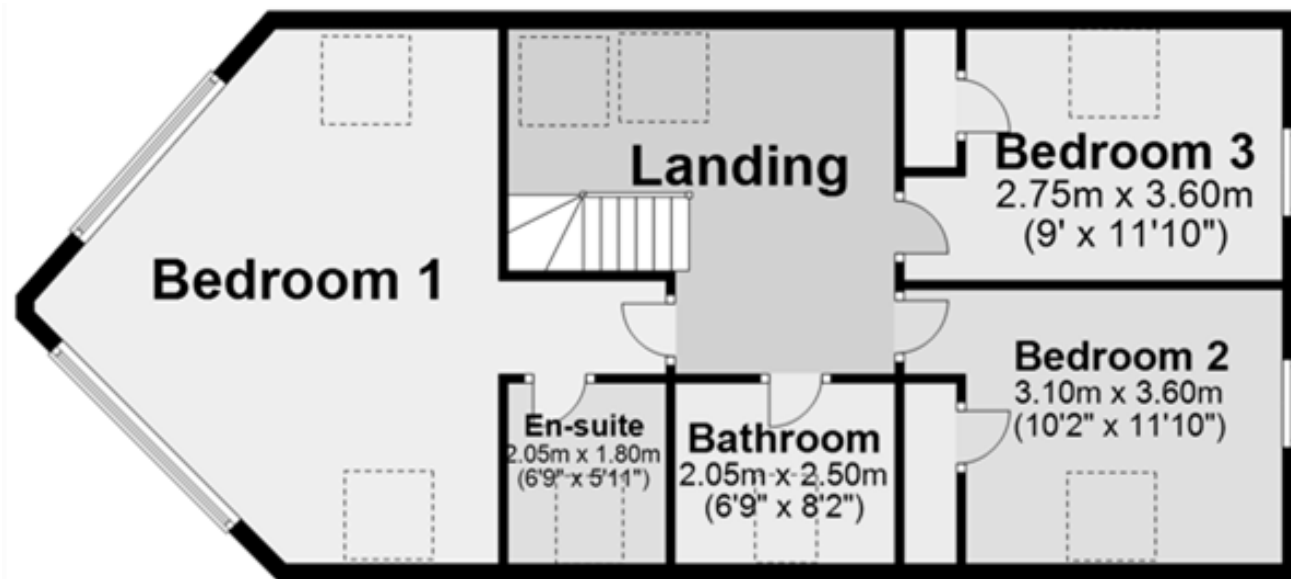 Landing
Bedroom 3
2.75m x 3.60m
(9' x 11'10")
Bedroom 1
Bedroom 2
3.10m x 3.60m
(10'2" x 11'10")
En-suite
2.05m x 1.80m
(6'9" x 5'11")
Bathroom
2.05m x 2.50m
(6'9" x 8'2")